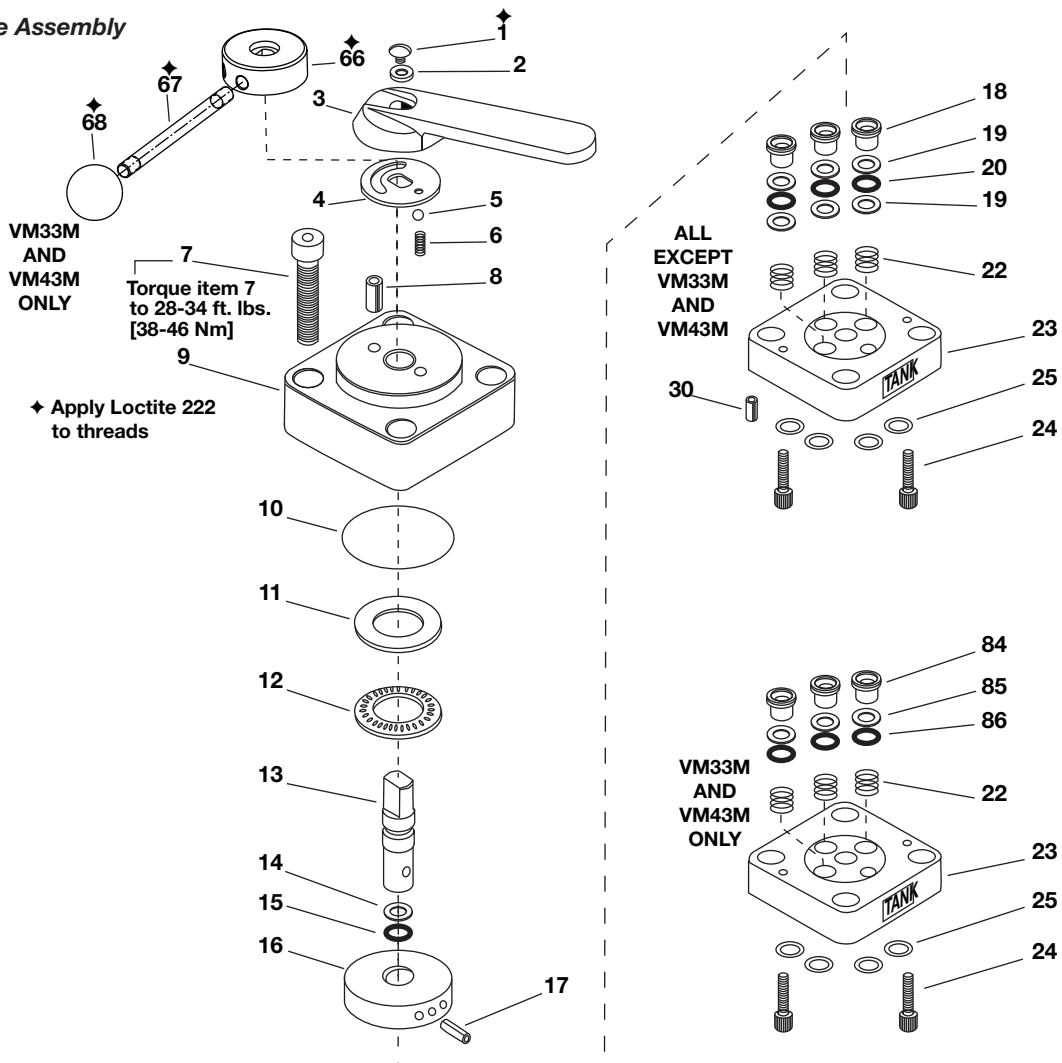 e Assembly
✦
1
2
✦
66
✦
67
3
✦
68
4
5
6
VM33M
AND
VM43M
ONLY
7
Torque item 7
to 28-34 ft. lbs.
[38-46 Nm]
8
9
✦ Apply Loctite 222
to threads
10
11
12
13
14
15
16
17
18
19
20
19
ALL
EXCEPT
VM33M
AND
VM43M
22
23
TANK
25
30
24
84
85
86
VM33M
AND
VM43M
ONLY
22
23
TANK
25
24